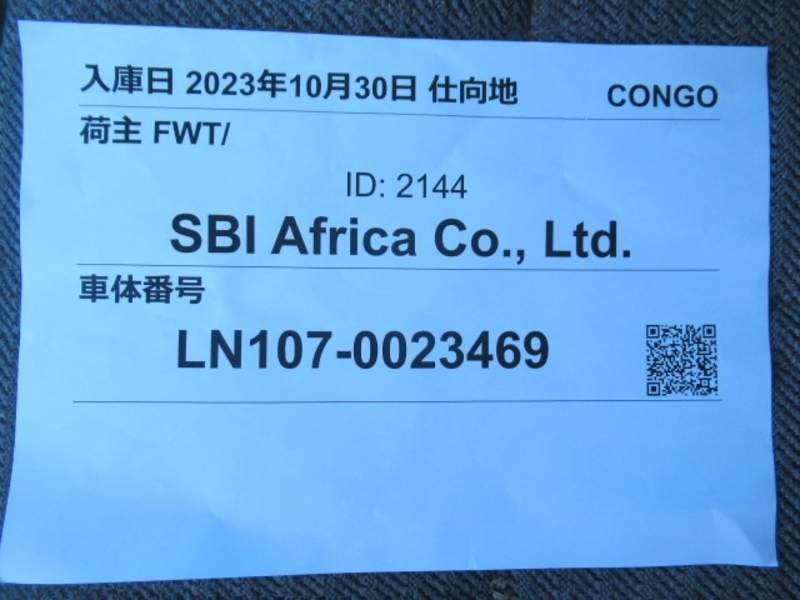 入庫日 2023年10月30日 仕向地 CONGO
荷主 FWT/
ID: 2144
SBI Africa Co., Ltd.
車体番号
LN107-0023469